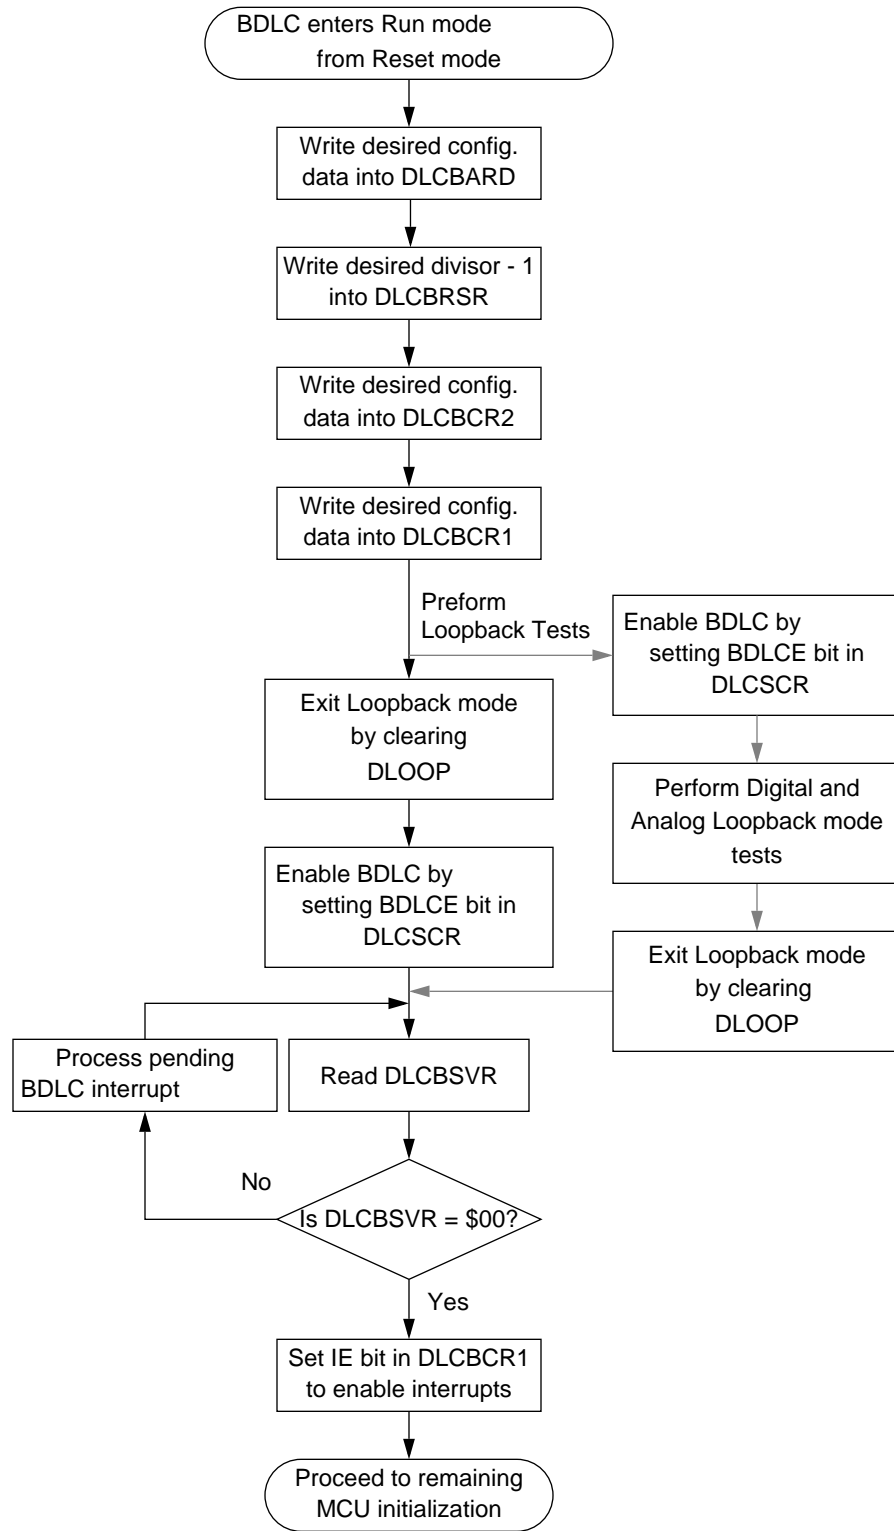 BDLC enters Run mode
from Reset mode
Write desired config.
data into DLCBARD
Write desired divisor - 1
into DLCBRSR
Write desired config.
data into DLCBCR2
Write desired config.
data into DLCBCR1
Preform
Loopback Tests
Enable BDLC by
setting BDLCE bit in
DLCSCR
Exit Loopback mode
by clearing
DLOOP
Perform Digital and
Analog Loopback mode
tests
Enable BDLC by
setting BDLCE bit in
DLCSCR
Exit Loopback mode
by clearing
DLOOP
Process pending
BDLC interrupt
Read DLCBSVR
No
Is DLCBSVR = $00?
Yes
Set IE bit in DLCBCR1
to enable interrupts
Proceed to remaining
MCU initialization